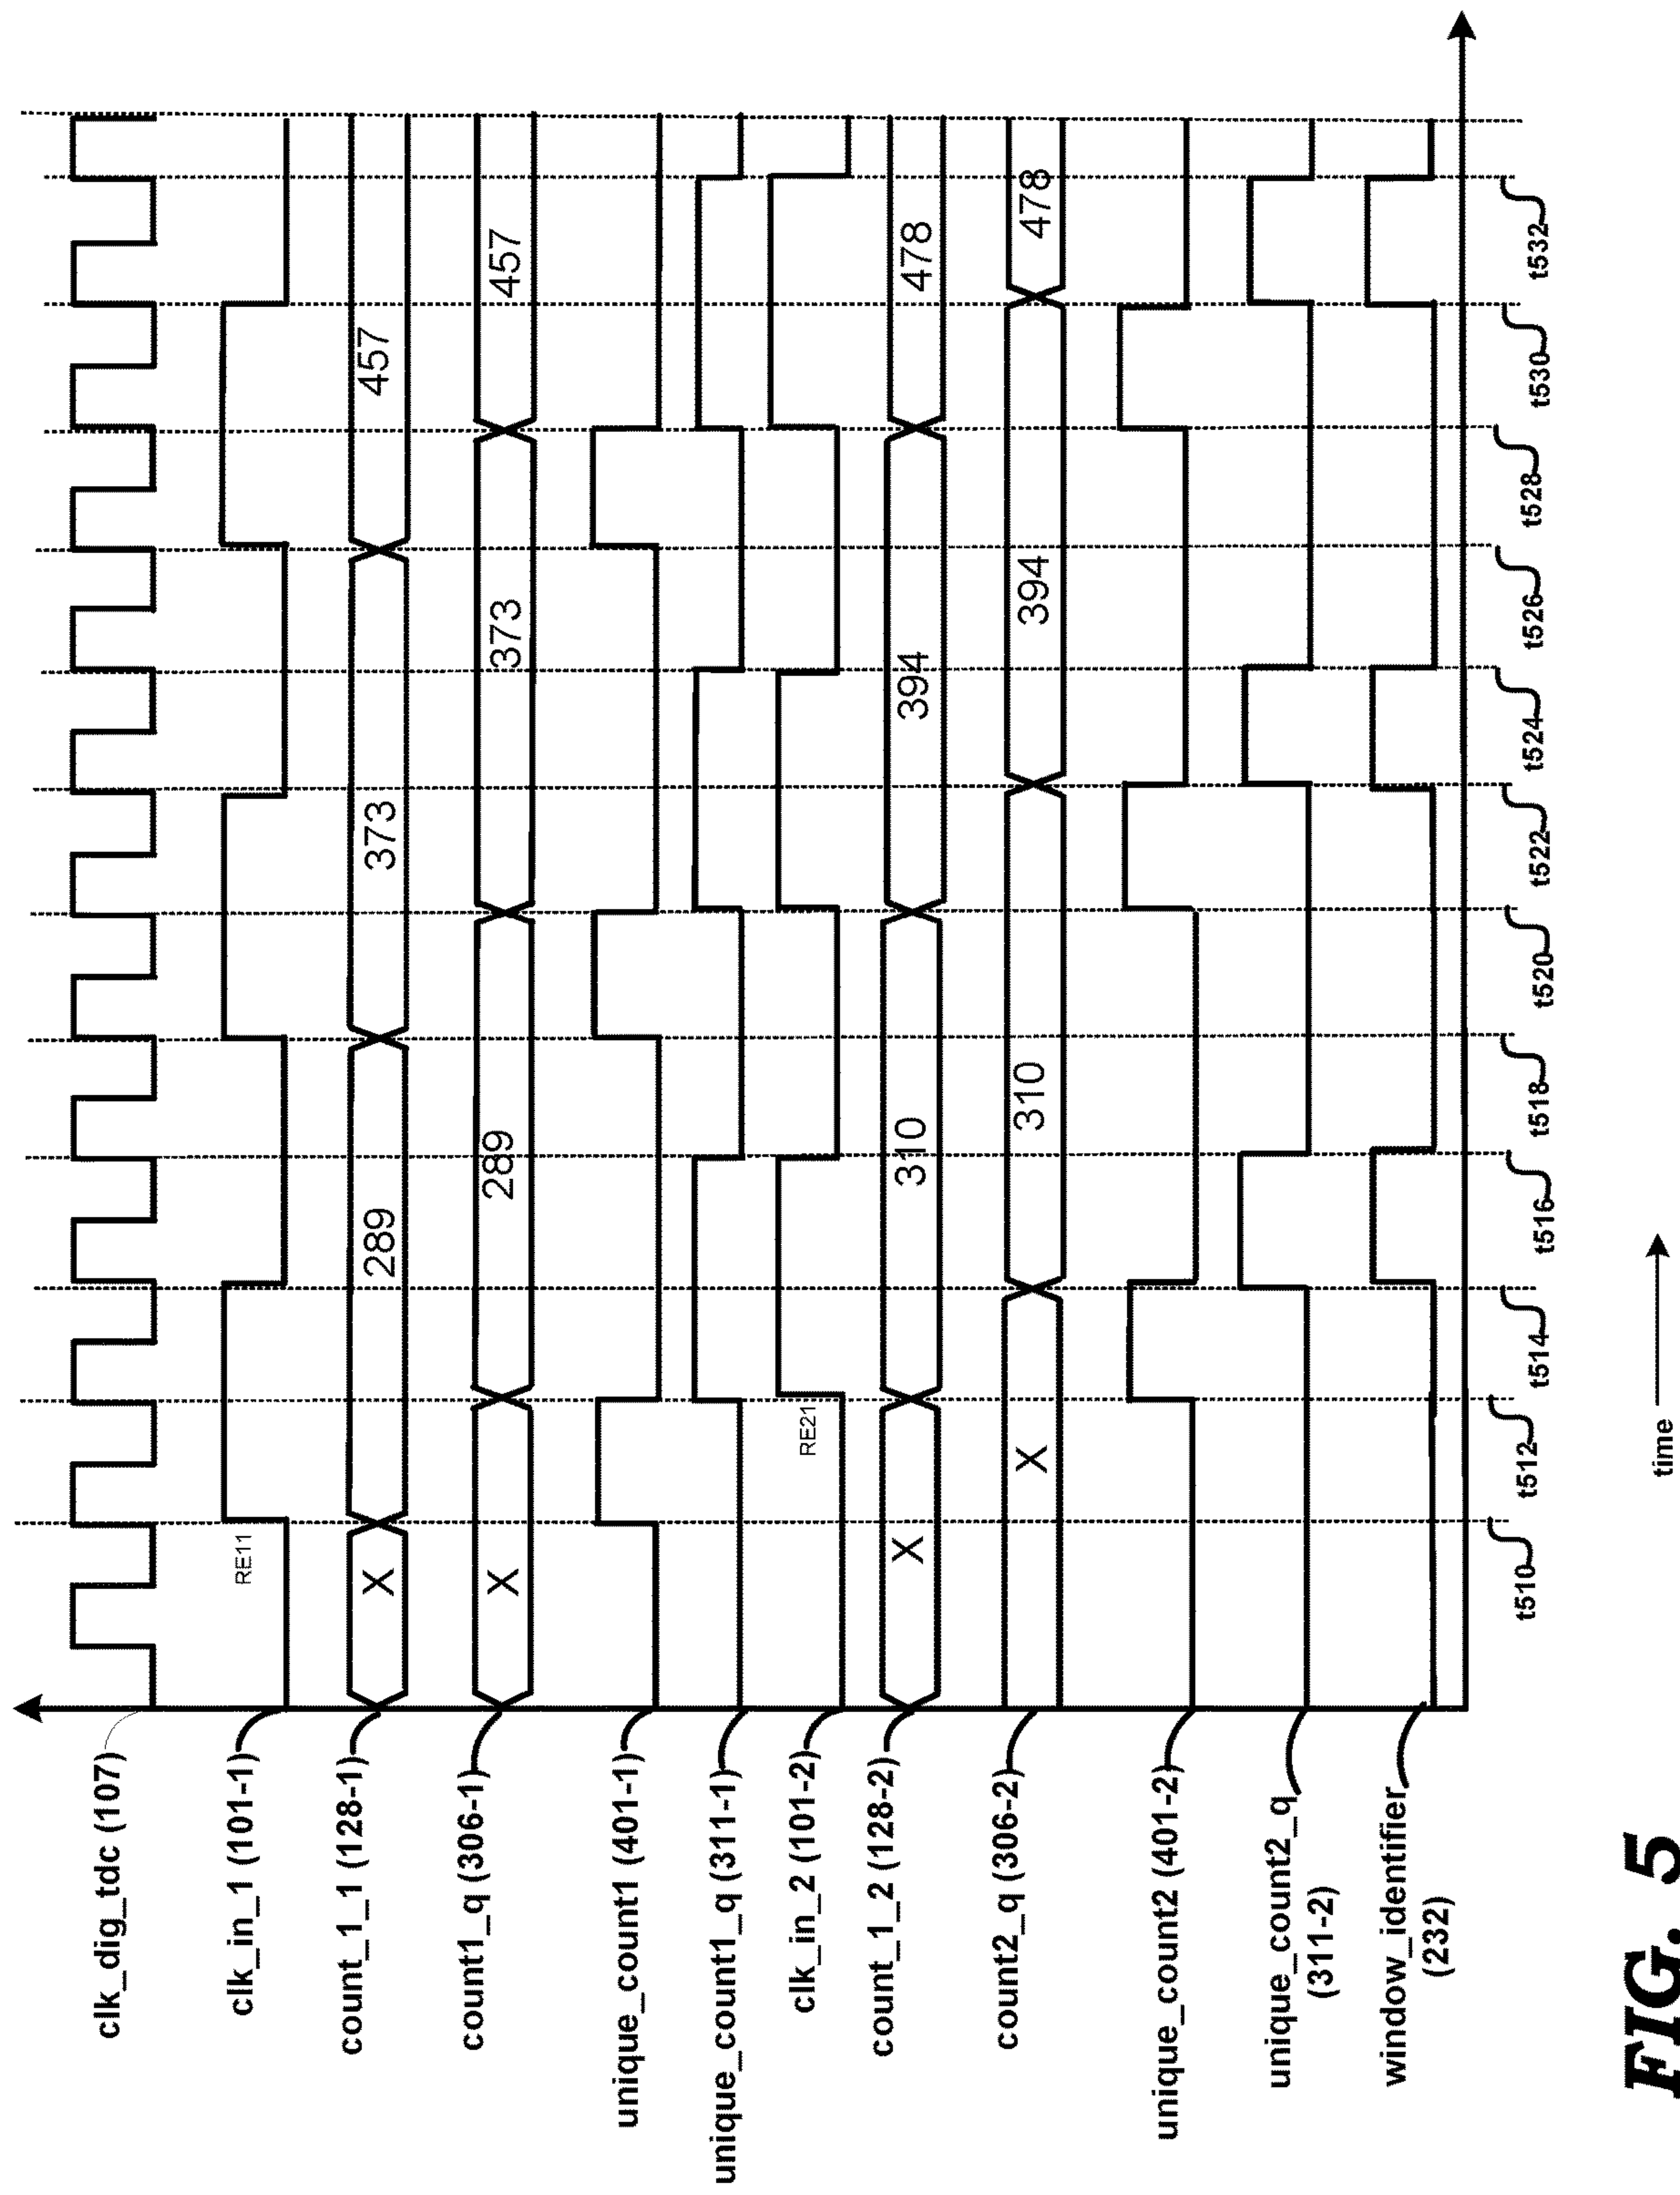 clk_dig_tdc (107)
clk_in_1 (101-1)
RE11
count_1_1 (128-1)
X
289
373
457
count1_q (306-1)
X
289
373
457
unique_count1 (401-1)
unique_count1_q (311-1)
clk_in_2 (101-2)
RE21
count_1_2 (128-2)
X
310
394
478
count2_q (306-2)
X
310
394
478
unique_count2 (401-2)
unique_count2_q
(311-2)
window_identifier
(232)
t510
t512
t514
t516
t518
t520
t522
t524
t526
t528
t530
t532
time
FIG. 5